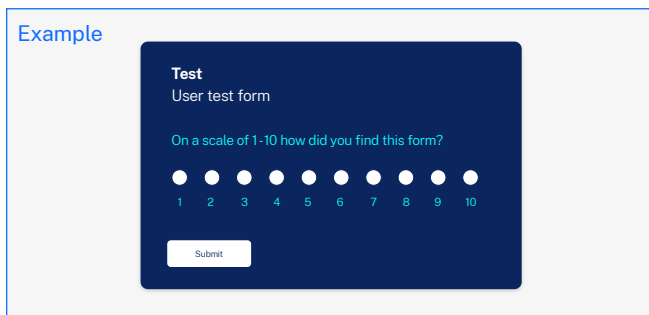 Example
Test
User test form
On a scale of 1-10 how did you find this form?
1 2 3 4 5 6 7 8 9 10
Submit